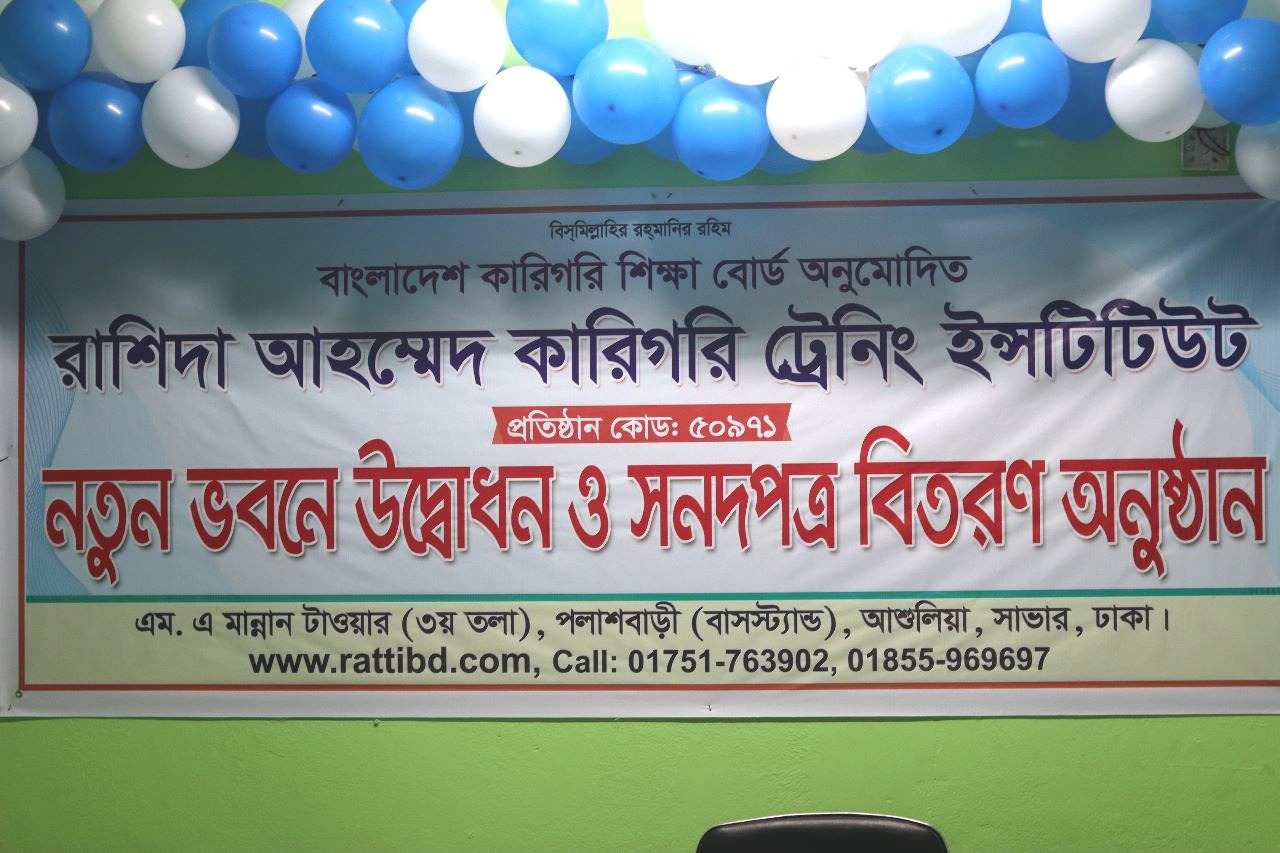 বিস্‌মিল্লাহির রহ্‌মানির রহিম
বাংলাদেশ কারিগরি শিক্ষা বোর্ড অনুমোদিত
রাশিদা আহম্মেদ কারিগরি ট্রেনিং ইন্সটিটিউট
প্রতিষ্ঠান কোড: ৫০৯৭১
নতুন ভবনে উদ্বোধন ও সনদপত্র বিতরণ অনুষ্ঠান
এম. এ মান্নান টাওয়ার (৩য় তলা), পলাশবাড়ী (বাসস্ট্যান্ড), আশুলিয়া, সাভার, ঢাকা।
www.rattibd.com, Call: 01751-763902, 01855-969697